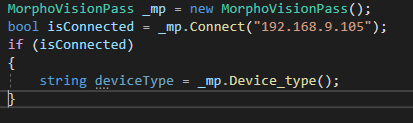 MorphoVisionPass _mp = new MorphoVisionPass();
bool isConnected = _mp.Connect("192.168.9.105");
if (isConnected)
{
string deviceType = _mp.Device_type();
}